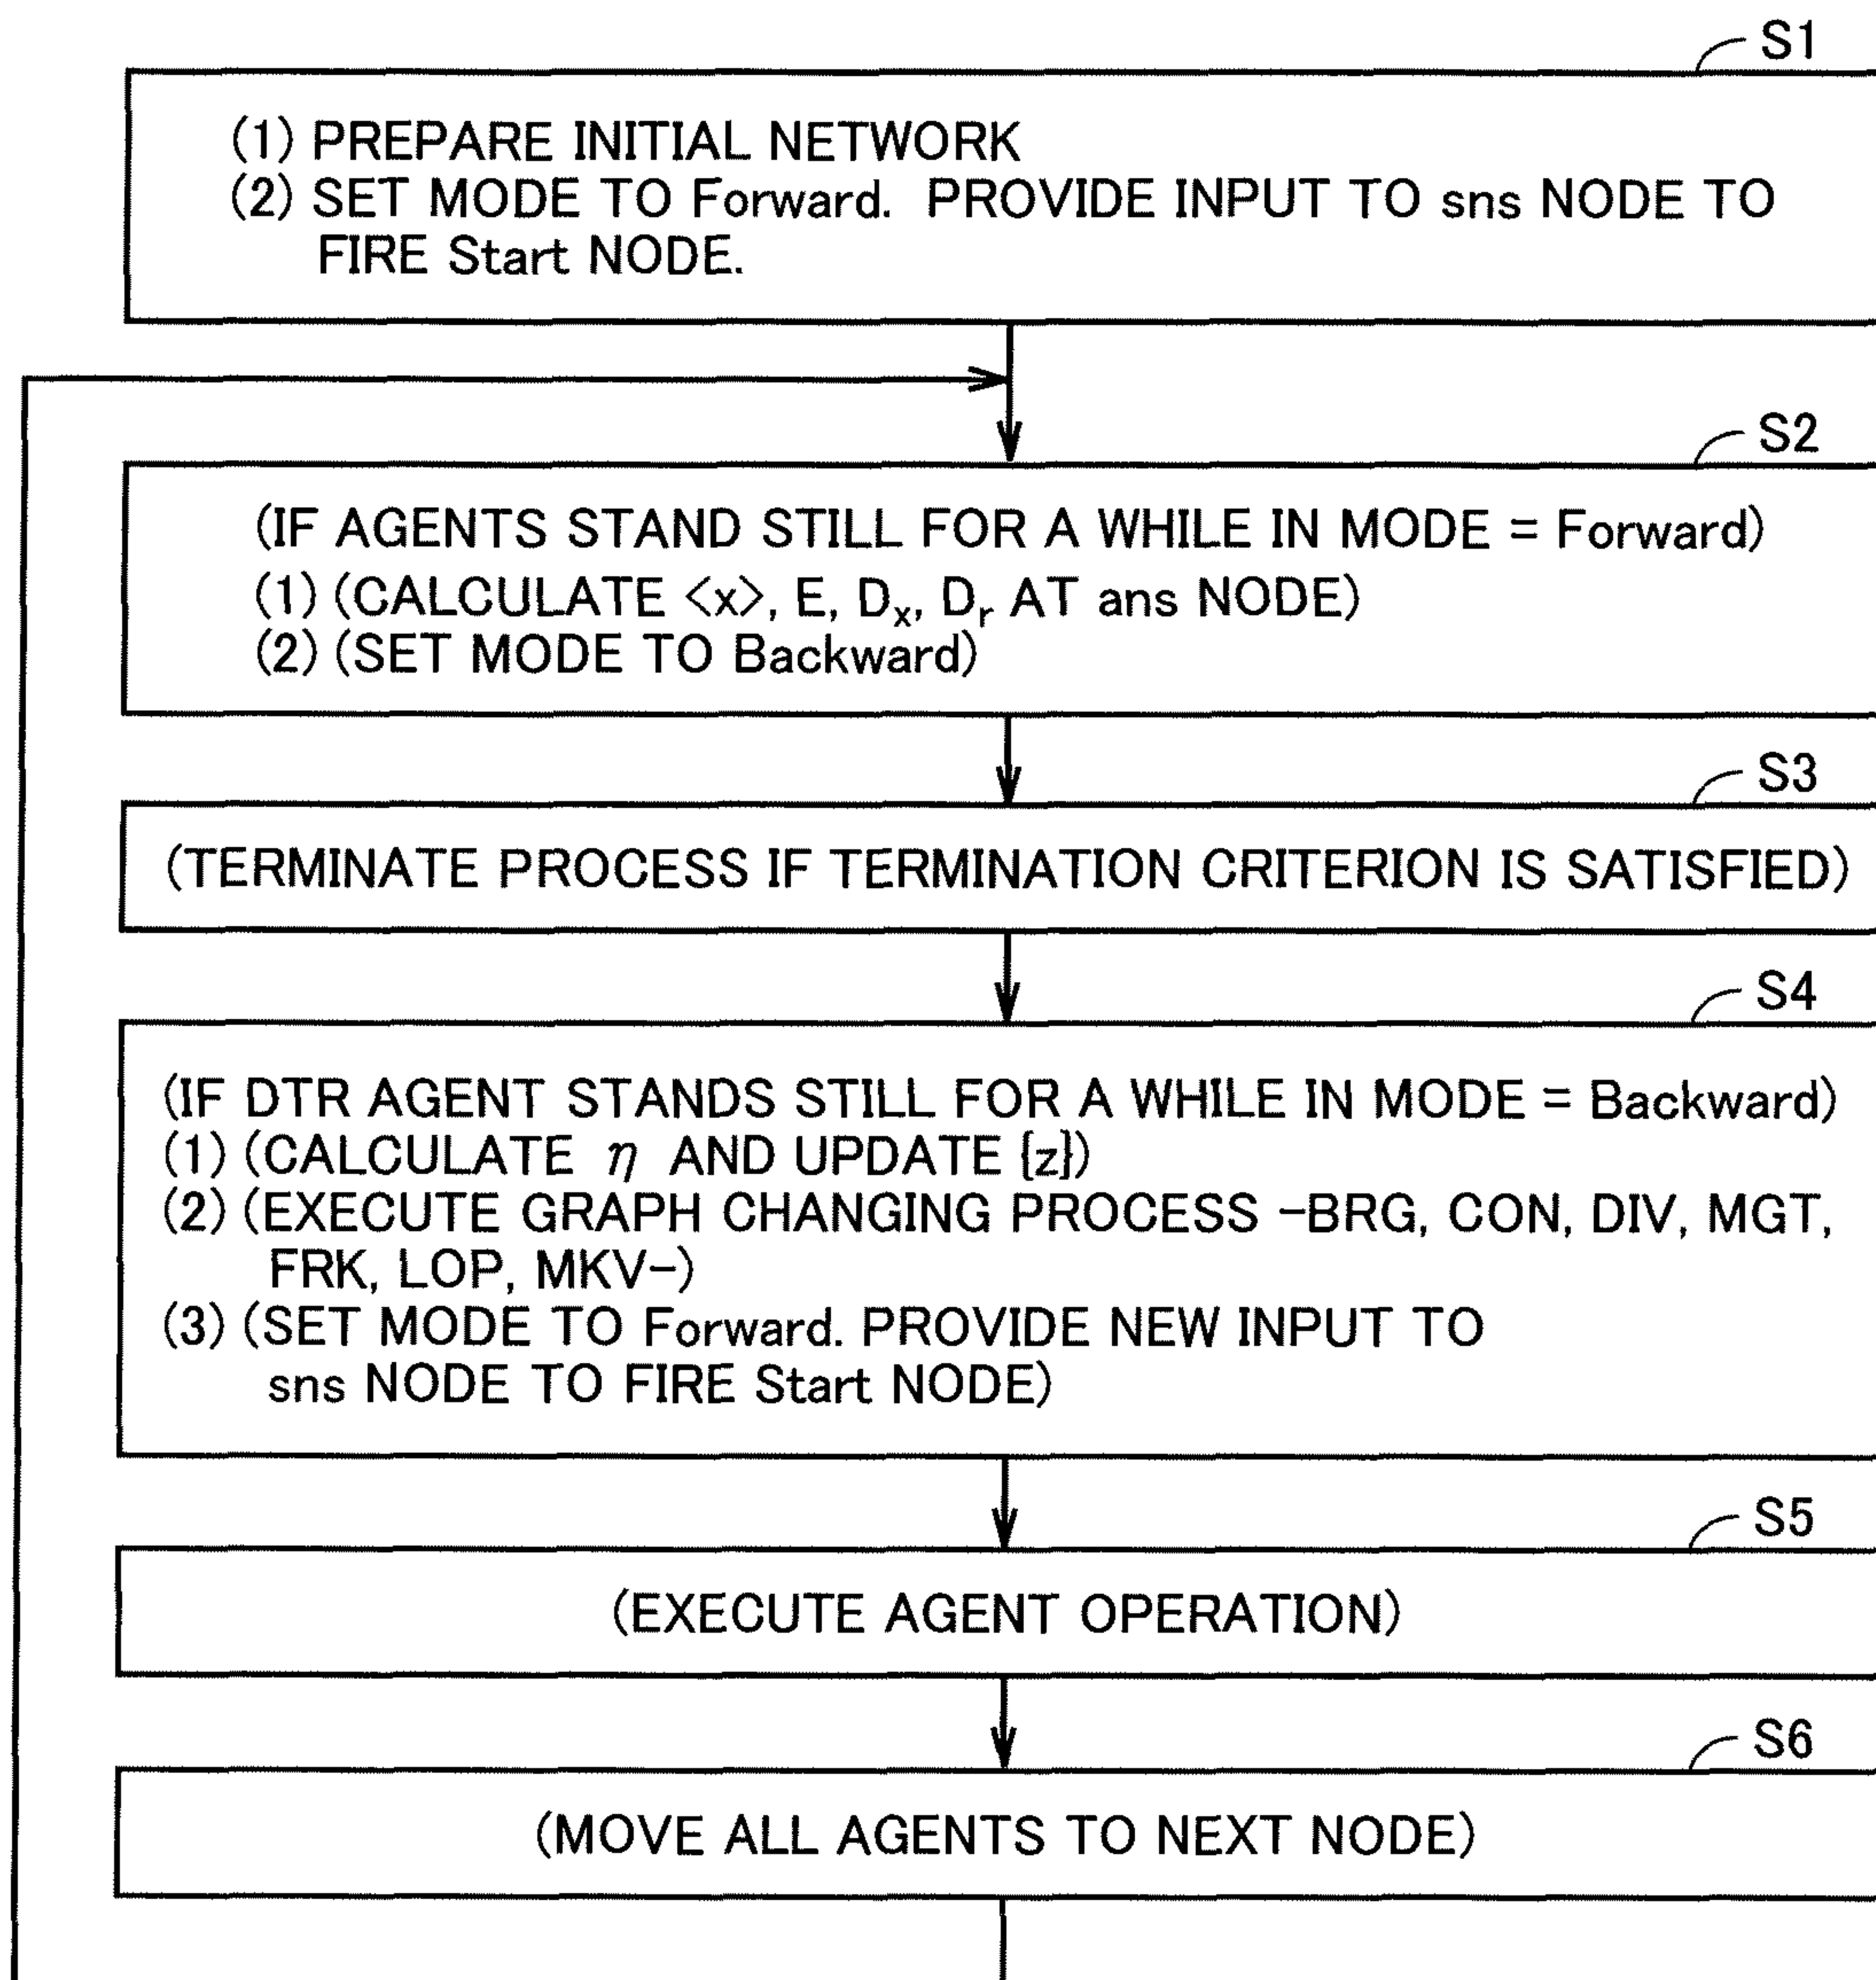 S1
(1) PREPARE INITIAL NETWORK
(2) SET MODE TO Forward. PROVIDE INPUT TO sns NODE TO
FIRE Start NODE.
S2
(IF AGENTS STAND STILL FOR A WHILE IN MODE = Forward)
(1) (CALCULATE <x>, E, Dx, Dr AT ans NODE)
(2) (SET MODE TO Backward)
S3
(TERMINATE PROCESS IF TERMINATION CRITERION IS SATISFIED)
S4
(IF DTR AGENT STANDS STILL FOR A WHILE IN MODE = Backward)
(1) (CALCULATE η AND UPDATE {z})
(2) (EXECUTE GRAPH CHANGING PROCESS -BRG, CON, DIV, MGT,
FRK, LOP, MKV-)
(3) (SET MODE TO Forward. PROVIDE NEW INPUT TO
sns NODE TO FIRE Start NODE)
S5
(EXECUTE AGENT OPERATION)
S6
(MOVE ALL AGENTS TO NEXT NODE)